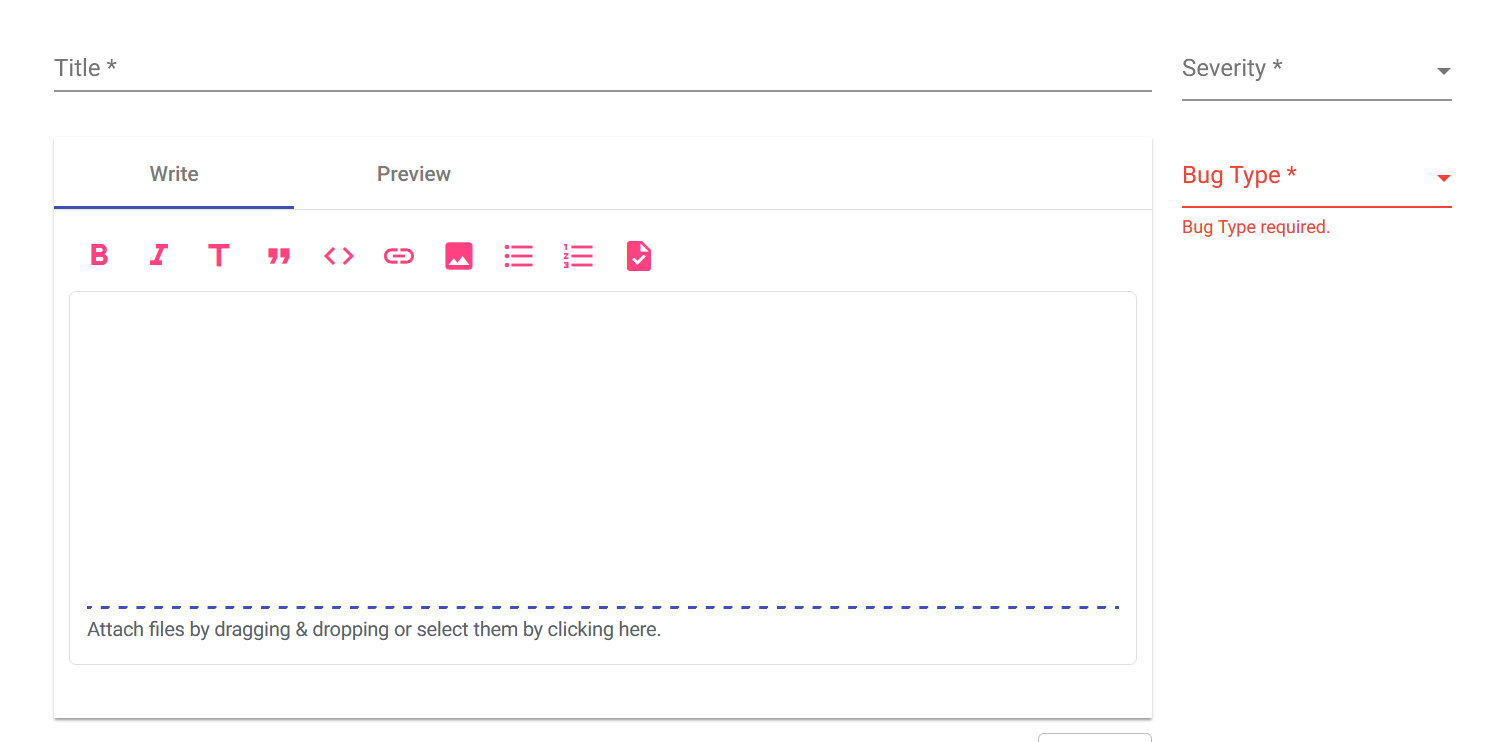 Title *
Severity *
Write
Preview
Bug Type *
Bug Type required.
Attach files by dragging & dropping or select them by clicking here.